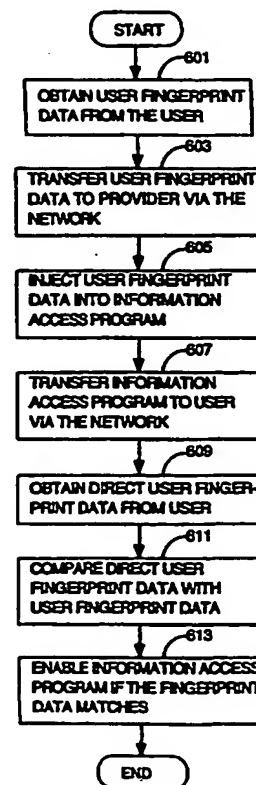 START
601
OBTAIN USER FINGERPRINT
DATA FROM THE USER
603
TRANSFER USER FINGERPRINT
DATA TO PROVIDER VIA THE
NETWORK
605
INJECT USER FINGERPRINT
DATA INTO INFORMATION
ACCESS PROGRAM
607
TRANSFER INFORMATION
ACCESS PROGRAM TO USER
VIA THE NETWORK
609
OBTAIN DIRECT USER FINGER-
PRINT DATA FROM USER
611
COMPARE DIRECT USER
FINGERPRINT DATA WITH
USER FINGERPRINT DATA
613
ENABLE INFORMATION ACCESS
PROGRAM IF THE FINGERPRINT
DATA MATCHES
END